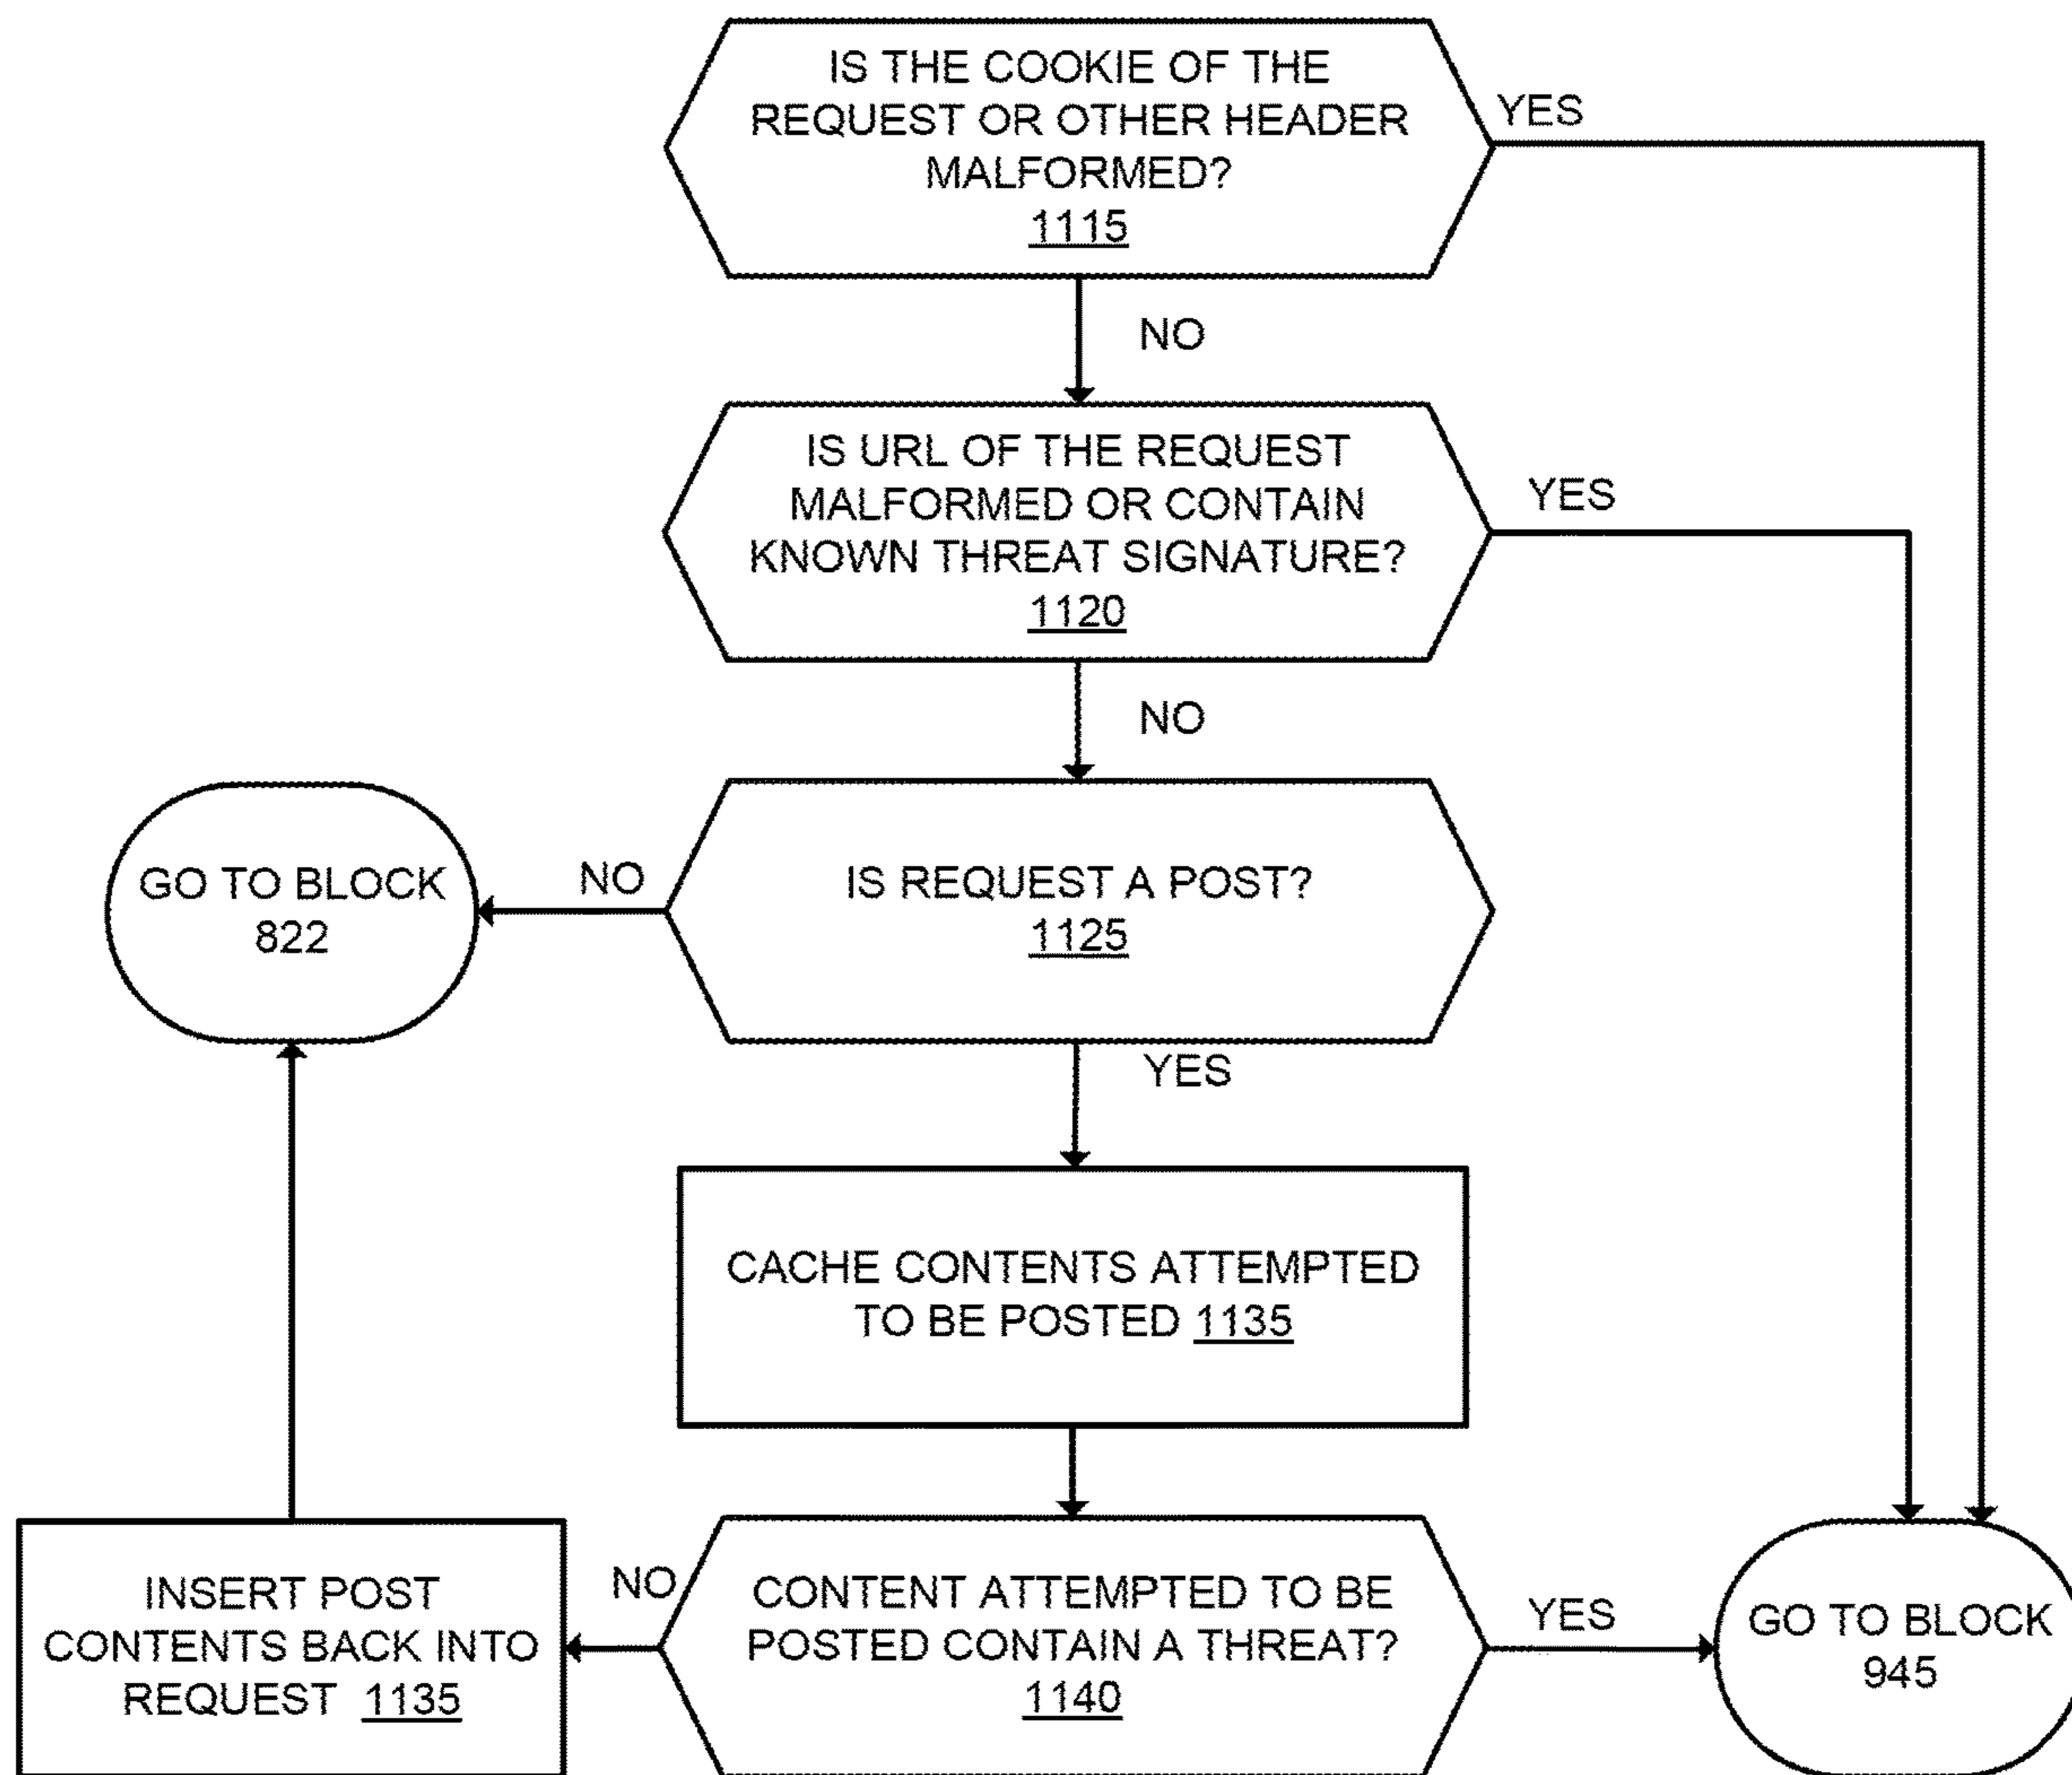 IS THE COOKIE OF THE
REQUEST OR OTHER HEADER
MALFORMED?
1115
YES
NO
IS URL OF THE REQUEST
MALFORMED OR CONTAIN
KNOWN THREAT SIGNATURE?
1120
YES
NO
GO TO BLOCK
822
NO
IS REQUEST A POST?
1125
YES
CACHE CONTENTS ATTEMPTED
TO BE POSTED 1135
INSERT POST
CONTENTS BACK INTO
REQUEST 1135
NO
CONTENT ATTEMPTED TO BE
POSTED CONTAIN A THREAT?
1140
YES
GO TO BLOCK
945